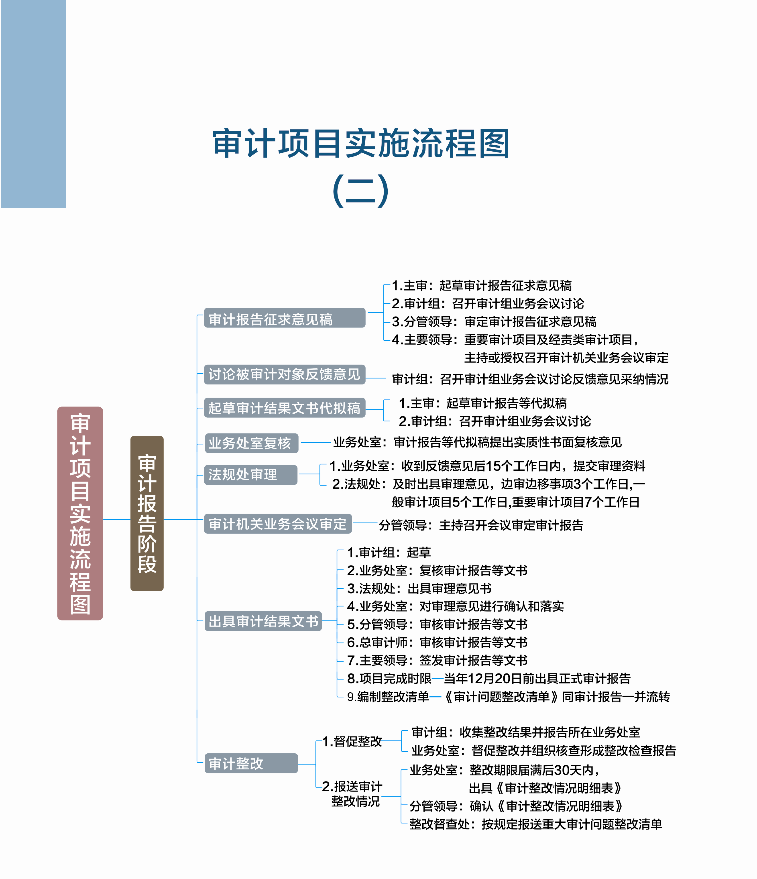 审计项目实施流程图
(二)
审计项目实施流程图
审计报告阶段
审计报告征求意见稿
1.主审：起草审计报告征求意见稿
2.审计组：召开审计组业务会议讨论
3.分管领导：审定审计报告征求意见稿
4.主要领导：重要审计项目及经责类审计项目，
主持或授权召开审计机关业务会议审定
讨论被审计对象反馈意见
审计组：召开审计组业务会议讨论反馈意见采纳情况
起草审计结果文书代拟稿
1.主审：起草审计报告等代拟稿
2.审计组：召开审计组业务会议讨论
业务处室复核
业务处室：审计报告等代拟稿提出实质性书面复核意见
法规处审理
1.业务处室：收到反馈意见后15个工作日内，提交审理资料
2.法规处：及时出具审理意见，边审边移事项3个工作日,一
般审计项目5个工作日,重要审计项目7个工作日
审计机关业务会议审定
分管领导：主持召开会议审定审计报告
出具审计结果文书
1.审计组：起草
2.业务处室：复核审计报告等文书
3.法规处：出具审理意见书
4.业务处室：对审理意见进行确认和落实
5.分管领导：审核审计报告等文书
6.总审计师：审核审计报告等文书
7.主要领导：签发审计报告等文书
8.项目完成时限—当年12月20日前出具正式审计报告
9.编制整改清单—《审计问题整改清单》同审计报告一并流转
审计整改
1.督促整改
审计组：收集整改结果并报告所在业务处室
业务处室：督促整改并组织核查形成整改检查报告
2.报送审计
整改情况
业务处室：整改期限届满后30天内，
出具《审计整改情况明细表》
分管领导：确认《审计整改情况明细表》
整改督查处：按规定报送重大审计问题整改清单